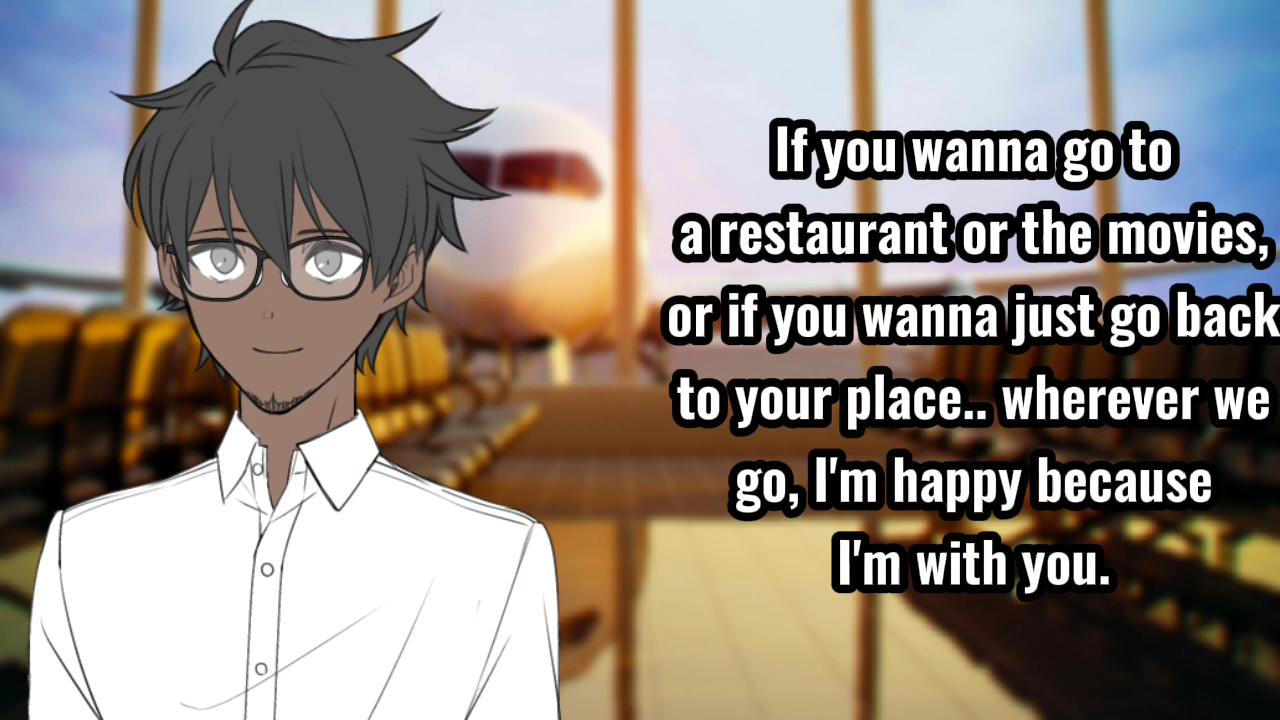 If you wanna go to
a restaurant or the movies,
or if you wanna just go back
to your place.. wherever we
go, I'm happy because
I'm with you.